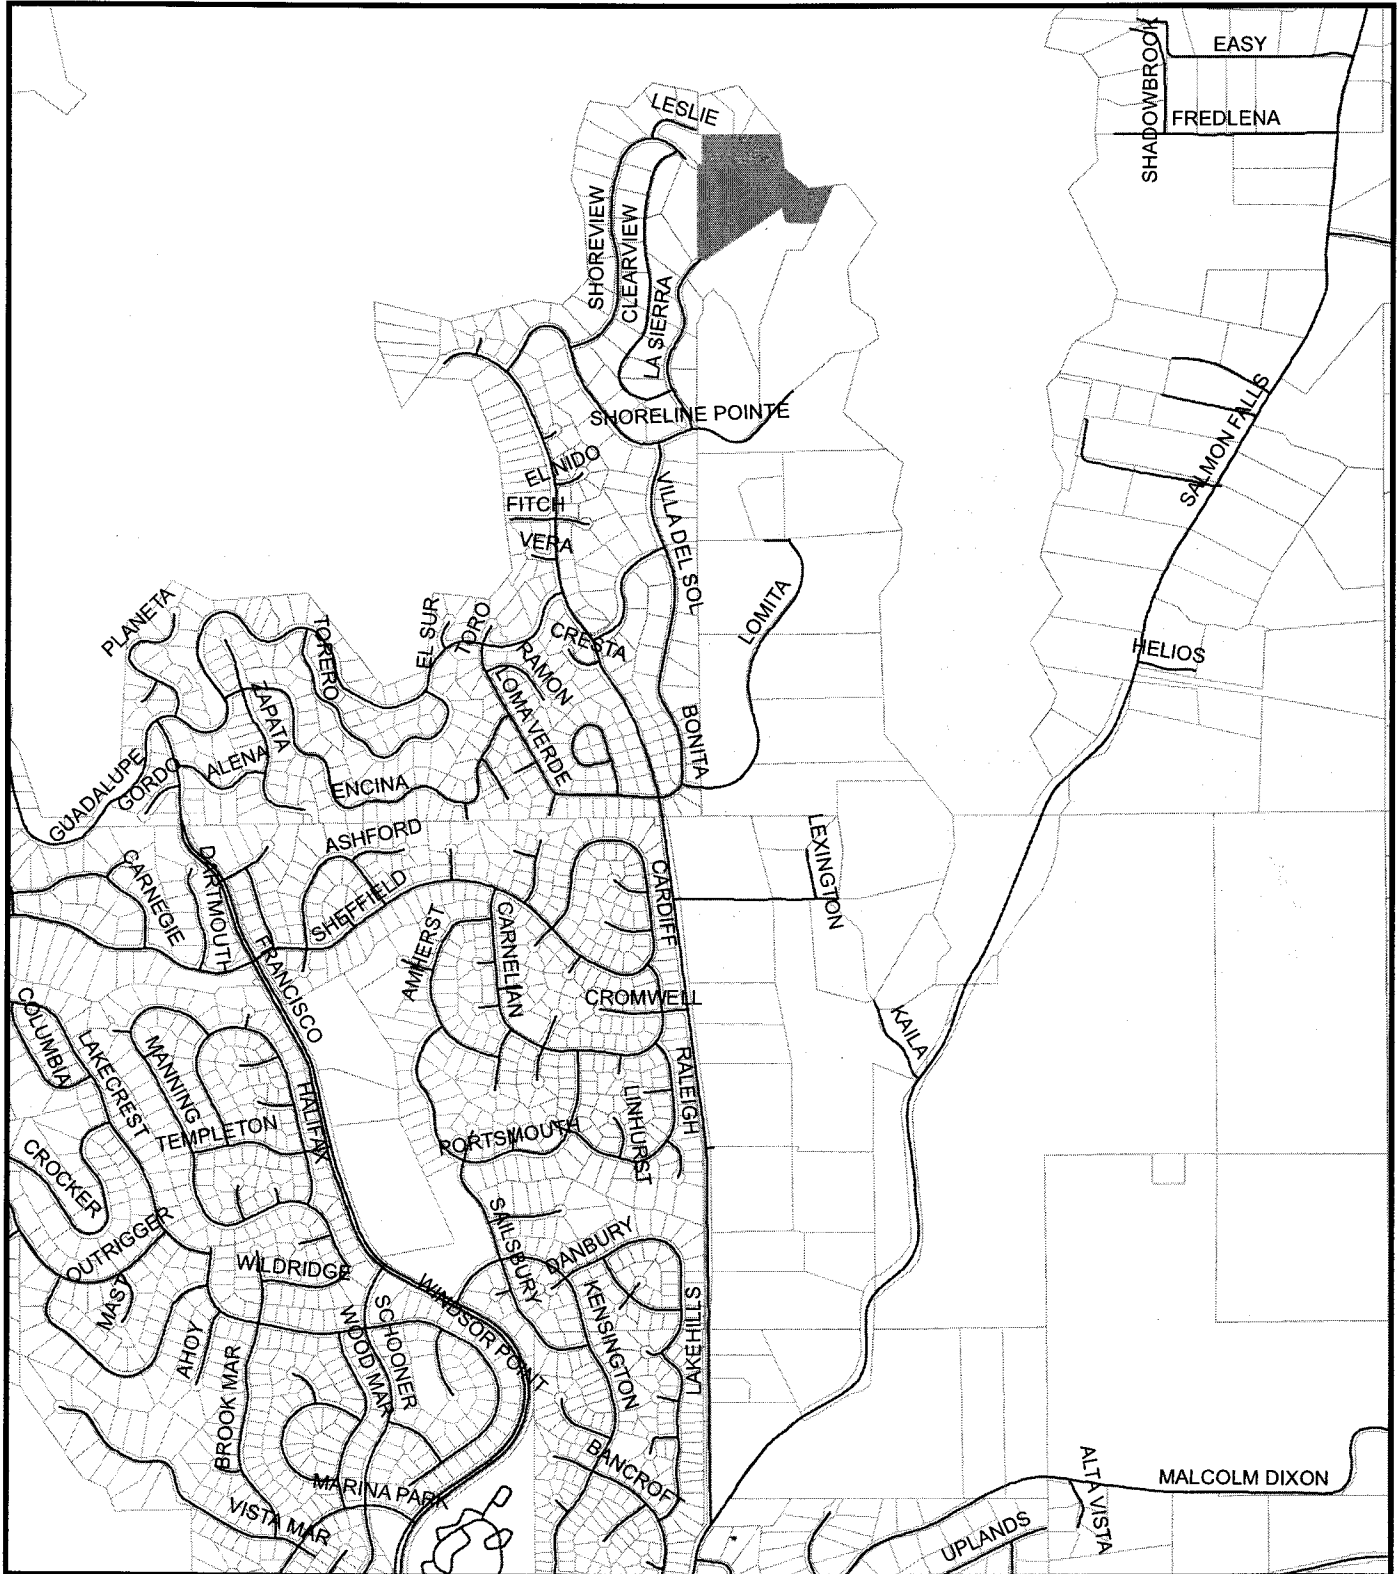 EASY
SHADOWBROOK
FREDLENA
LESLIE
SHOREVIEW
CLEARVIEW
LA SIERRA
SHORELINE POINTE
SALMON FALLS
EL NIDO
FITCH
VERA
VILLA DEL SOL
LOMITA
PLANETA
TORERO
EL SUR
TORO
CRESTA
RAMON
HELIOS
LOMA VERDE
ZAPATA
BONITA
GUADALUPE
GORDO
ALENA
ENCINA
ASHFORD
LEXINGTON
CARNEGIE
DARTMOUTH
SHEFFIELD
CARDIFF
AMHERST
CARNELIAN
FRANCISCO
CROMWELL
COLUMBIA
LAKECREST
MANNING
KAILA
HALIFAX
RALEIGH
LINHURST
TEMPLETON
PORTSMOUTH
CROCKER
OUTRIGGER
SAILSBURY
DANBURY
WILDRIDGE
MAST
WINDSOR POINT
KENSINGTON
LAKEHILLS
AHOY
WOOD MAR
SCHOONER
BROOK MAR
BANCROFT
MARINA PARK
VISTA MAR
ALTA VISTA
MALCOLM DIXON
UPLANDS